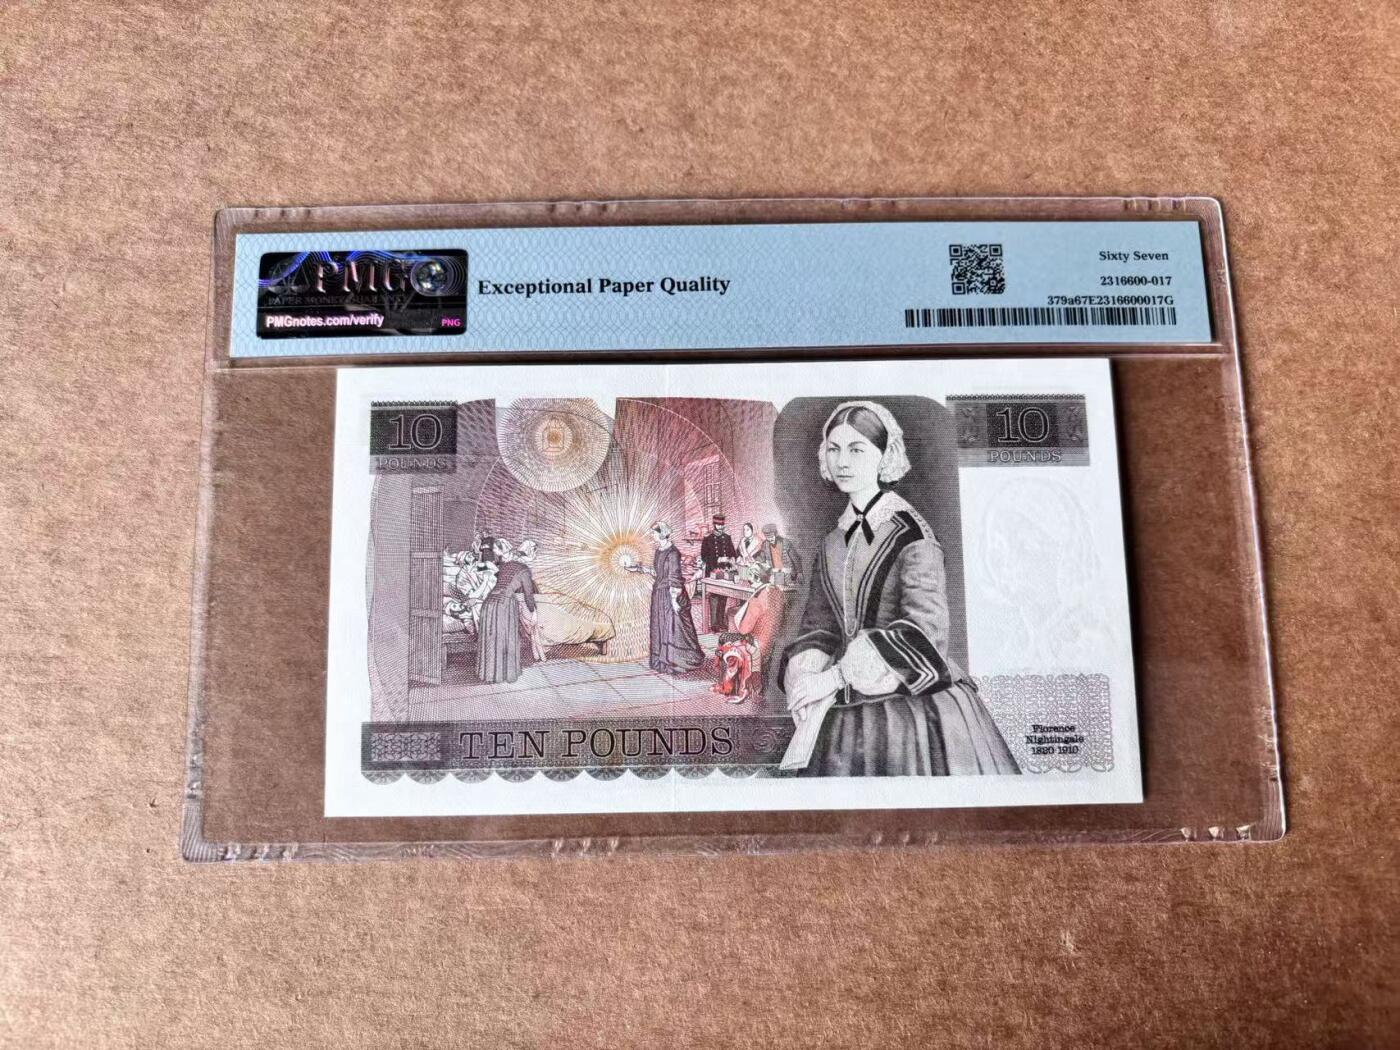 PMG
PAPER MONEY GUARANTY
PMGnotes.com/verify
PNG
Exceptional Paper Quality
Sixty Seven
2316600-017
379a67E2316600017G
10
POUNDS
10
POUNDS
TEN POUNDS
Florence
Nightingale
1820 1910